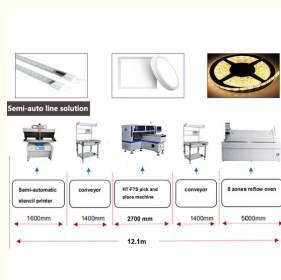 Semi-auto line solution
Semi-automatic
stencil printer
conveyor
HT-F7S pick and
place machine
conveyor
8 zones reflow oven
1600mm
1400mm
2700 mm
1400mm
5000mm
12.1m